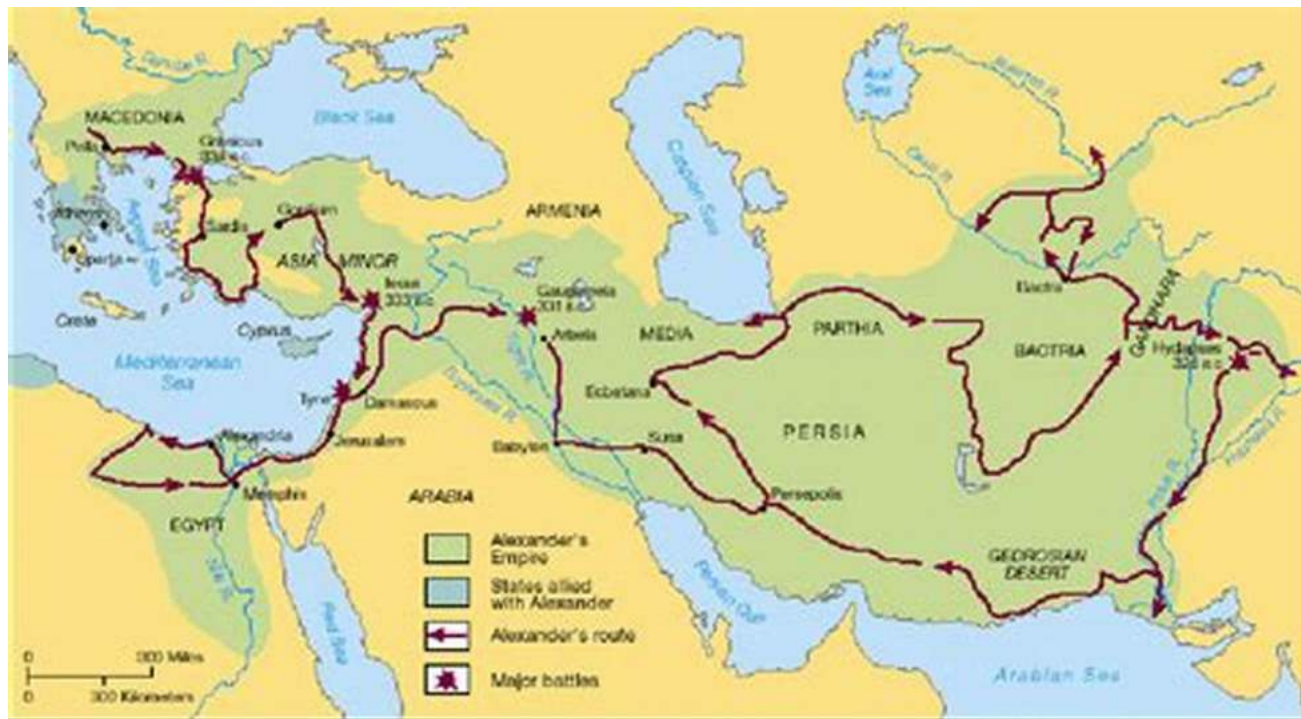 Danube R.
MACEDONIA
Pella
Granicus
334 B.C.
Black Sea
Aral
Sea
Caspian Sea
Oxus R.
Athens
Aegean Sea
Sparta
Sardis
Gordium
ARMENIA
ASIA MINOR
Issus
333 B.C.
Gaugamela
331 B.C.
Arbela
MEDIA
PARTHIA
Bactra
BACTRIA
GANDHARA
Hydaspes
326 B.C.
Crete
Cyprus
Mediterranean
Sea
Tyre
Damascus
Tigris R.
Euphrates R.
Ecbatana
Alexandria
Jerusalem
Babylon
Susa
PERSIA
Memphis
Persepolis
Indus R.
EGYPT
Nile R.
Red Sea
ARABIA
Persian Gulf
GEDROSIAN
DESERT
Arabian Sea
Alexander's
Empire
States allied
with Alexander
Alexander's route
Major battles
0 300 Miles
0 300 Kilometers